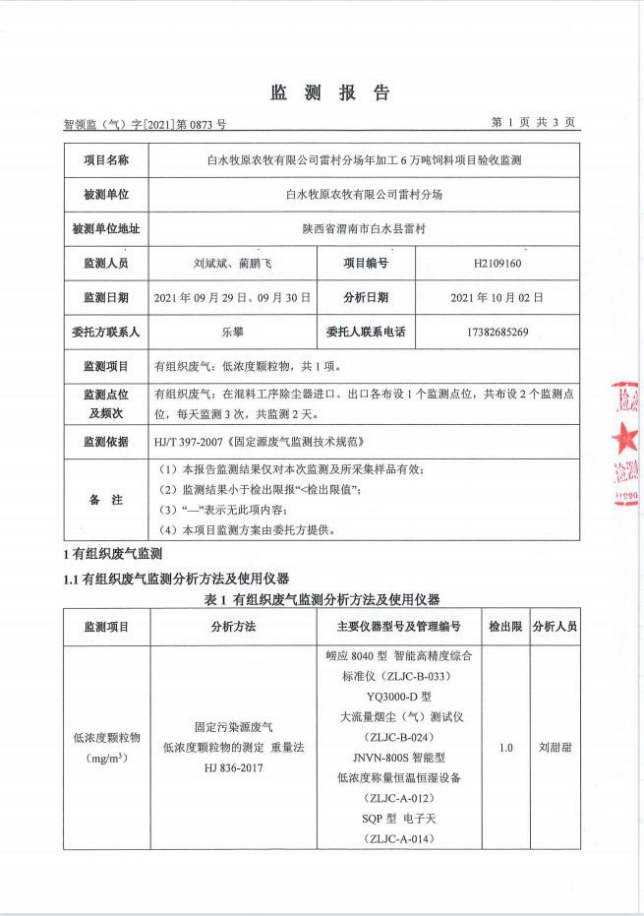 监 测 报 告
智领监（气）字[2021]第 0873 号
第 1 页 共 3 页
项目名称 白水牧原农牧有限公司雷村分场年加工 6 万吨饲料项目验收监测
被测单位 白水牧原农牧有限公司雷村分场
被测单位地址 陕西省渭南市白水县雷村
监测人员 刘斌斌、蔺鹏飞 项目编号 H2109160
监测日期 2021 年 09 月 29 日、09 月 30 日 分析日期 2021 年 10 月 02 日
委托方联系人 乐攀 委托人联系电话 17382685269
监测项目 有组织废气：低浓度颗粒物，共 1 项。
监测点位
及频次
有组织废气：在混料工序除尘器进口、出口各布设 1 个监测点位，共布设 2 个监测点
位，每天监测 3 次，共监测 2 天。
监测依据 HJ/T 397-2007《固定源废气监测技术规范》
备 注
（1）本报告监测结果仅对本次监测及所采集样品有效；
（2）监测结果小于检出限报“<检出限值”；
（3）“—”表示无此项内容；
（4）本项目监测方案由委托方提供。
1 有组织废气监测
1.1 有组织废气监测分析方法及使用仪器
表 1 有组织废气监测分析方法及使用仪器
监测项目 分析方法 主要仪器型号及管理编号 检出限 分析人员
低浓度颗粒物
（mg/m³）
固定污染源废气
低浓度颗粒物的测定 重量法
HJ 836-2017
崂应 8040 型 智能高精度综合
标准仪（ZLJC-B-033）
YQ3000-D 型
大流量烟尘（气）测试仪
（ZLJC-B-024）
JNVN-800S 智能型
低浓度称量恒温恒湿设备
（ZLJC-A-012）
SQP 型 电子天
（ZLJC-A-014）
1.0
刘甜甜